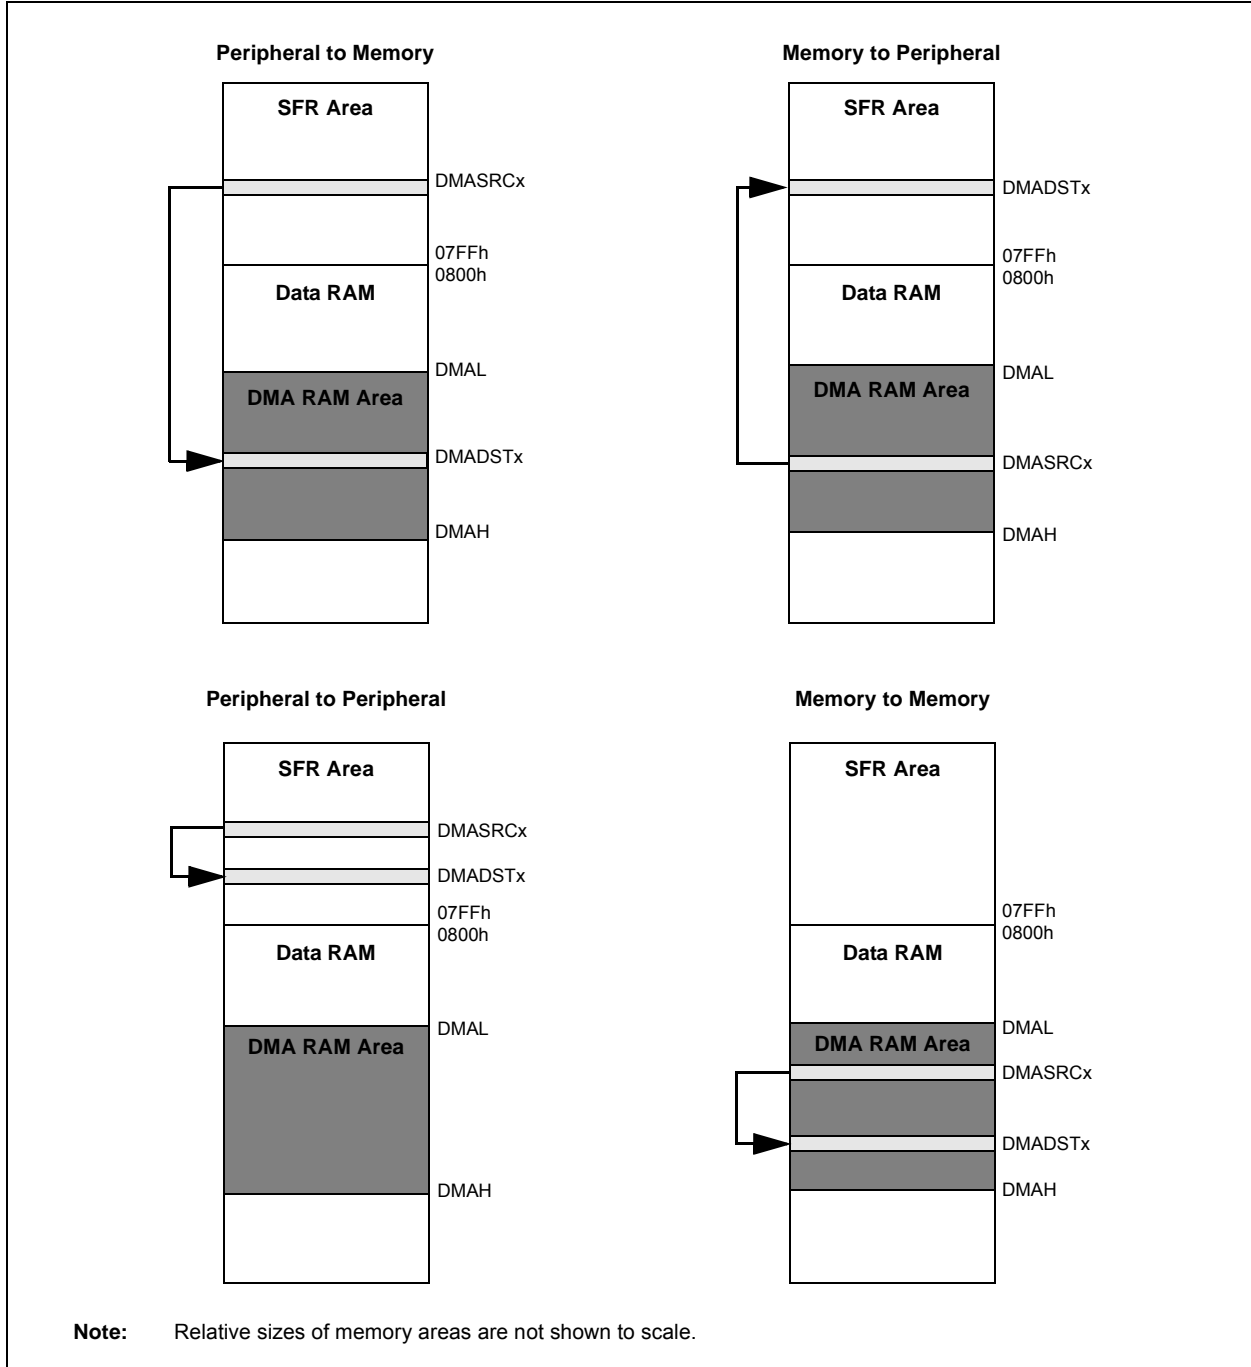 Peripheral to Memory
SFR Area
DMASRCx
07FFh
0800h
Data RAM
DMAL
DMA RAM Area
DMADSTx
DMAH
Memory to Peripheral
SFR Area
DMADSTx
07FFh
0800h
Data RAM
DMAL
DMA RAM Area
DMASRCx
DMAH
Peripheral to Peripheral
SFR Area
DMASRCx
DMADSTx
07FFh
0800h
Data RAM
DMAL
DMA RAM Area
DMAH
Memory to Memory
SFR Area
07FFh
0800h
Data RAM
DMAL
DMA RAM Area
DMASRCx
DMADSTx
DMAH
Note: Relative sizes of memory areas are not shown to scale.